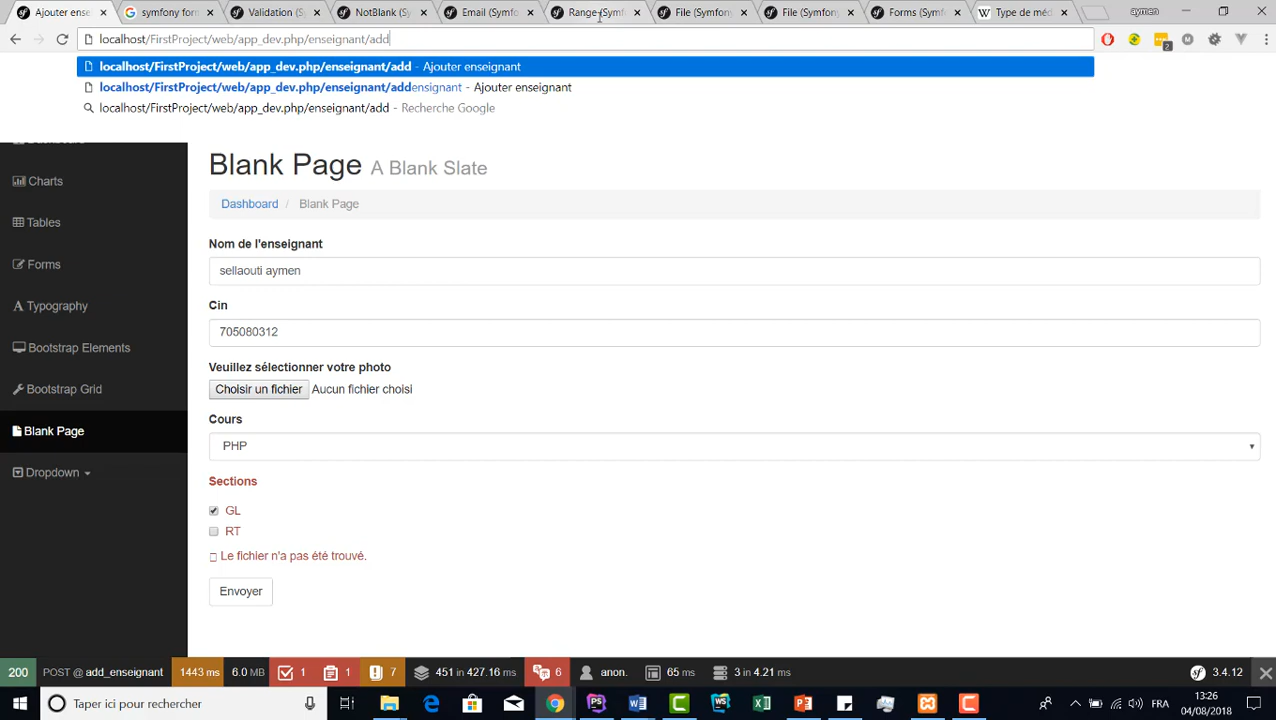 Ajouter ense
symfony form
Validation (S
NotBlank (Sy
Email (Symfo
Range (Symf
File (Symfony
File (Symfony
Forms (Symf
Type de méd
aymen
localhost/FirstProject/web/app_dev.php/enseignant/add
localhost/FirstProject/web/app_dev.php/enseignant/add - Ajouter enseignant
localhost/FirstProject/web/app_dev.php/enseignant/addensignant - Ajouter enseignant
localhost/FirstProject/web/app_dev.php/enseignant/add - Recherche Google
2
Charts
Tables
Forms
Typography
Bootstrap Elements
Bootstrap Grid
Blank Page
Dropdown
Blank Page A Blank Slate
Dashboard / Blank Page
Nom de l'enseignant
sellaouti aymen
Cin
705080312
Veuillez sélectionner votre photo
Choisir un fichier Aucun fichier choisi
Cours
PHP
Sections
GL
RT
Le fichier n'a pas été trouvé.
Envoyer
200 POST @ add_enseignant 1443 ms 6.0 MB 1 1 7 451 in 427.16 ms 6 anon. 65 ms 3 in 4.21 ms 3.4.12
Taper ici pour rechercher
FRA
13:26
04/08/2018